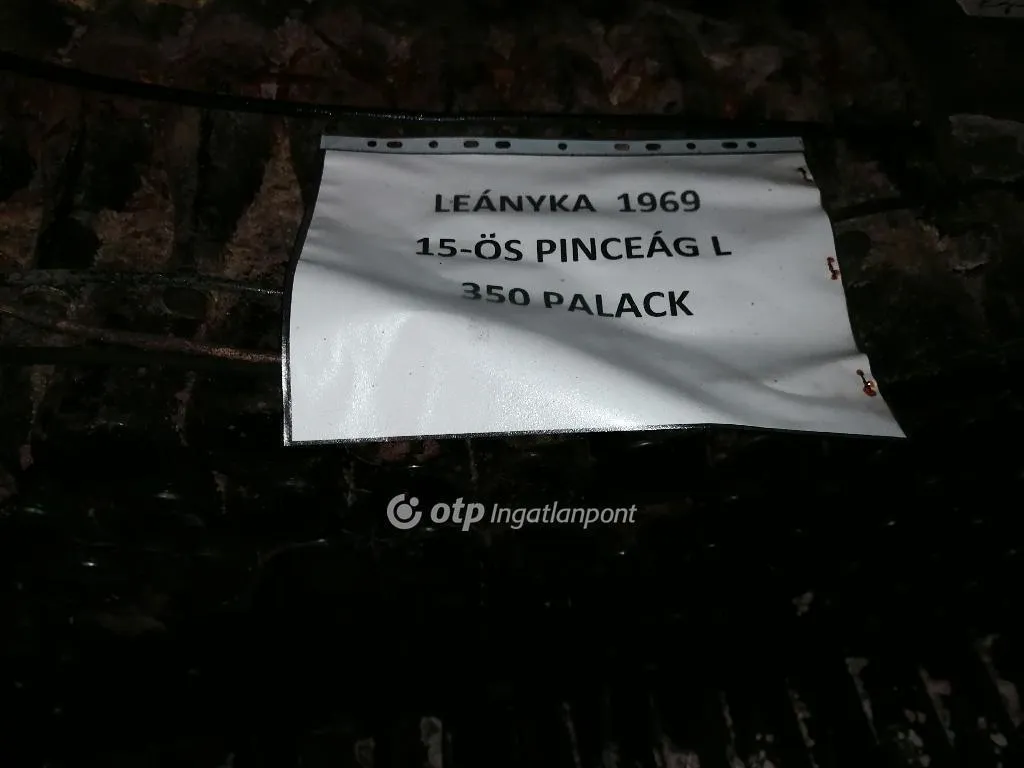 LEÁNYKA 1969
15-ÖS PINCEÁG L
350 PALACK
otp Ingatlanpont